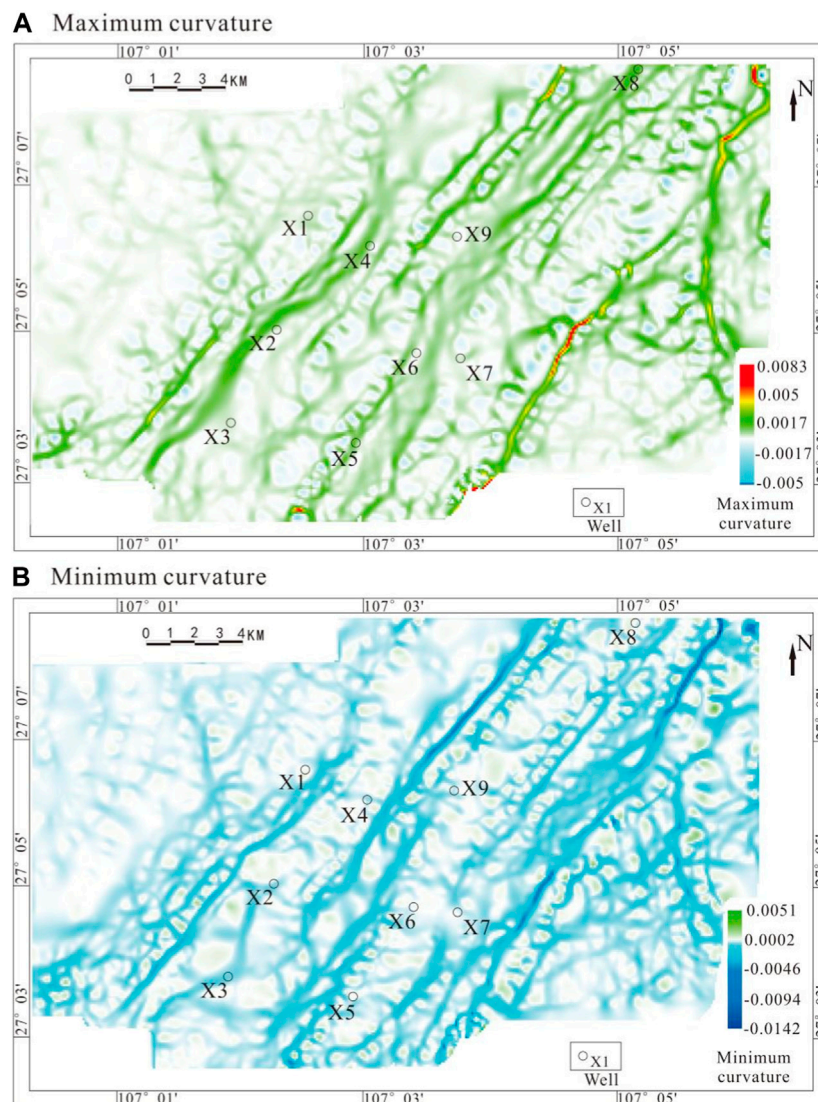 A Maximum curvature
107° 01' 107° 03' 107° 05'
0 1 2 3 4KM
X8
N
27° 07'
X1
X9
X4
27° 05'
X2
X6
X7
0.0083
0.005
0.0017
-0.0017
-0.005
Maximum
curvature
X3
X5
27° 03'
X1
Well
107° 01' 107° 03' 107° 05'
B Minimum curvature
107° 01' 107° 03' 107° 05'
0 1 2 3 4 KM
X8
N
27° 07'
X1
X9
X4
27° 05'
X2
X6
X7
0.0051
0.0002
-0.0046
-0.0094
-0.0142
Minimum
curvature
X3
X5
27° 03'
X1
Well
107° 01' 107° 03' 107° 05'